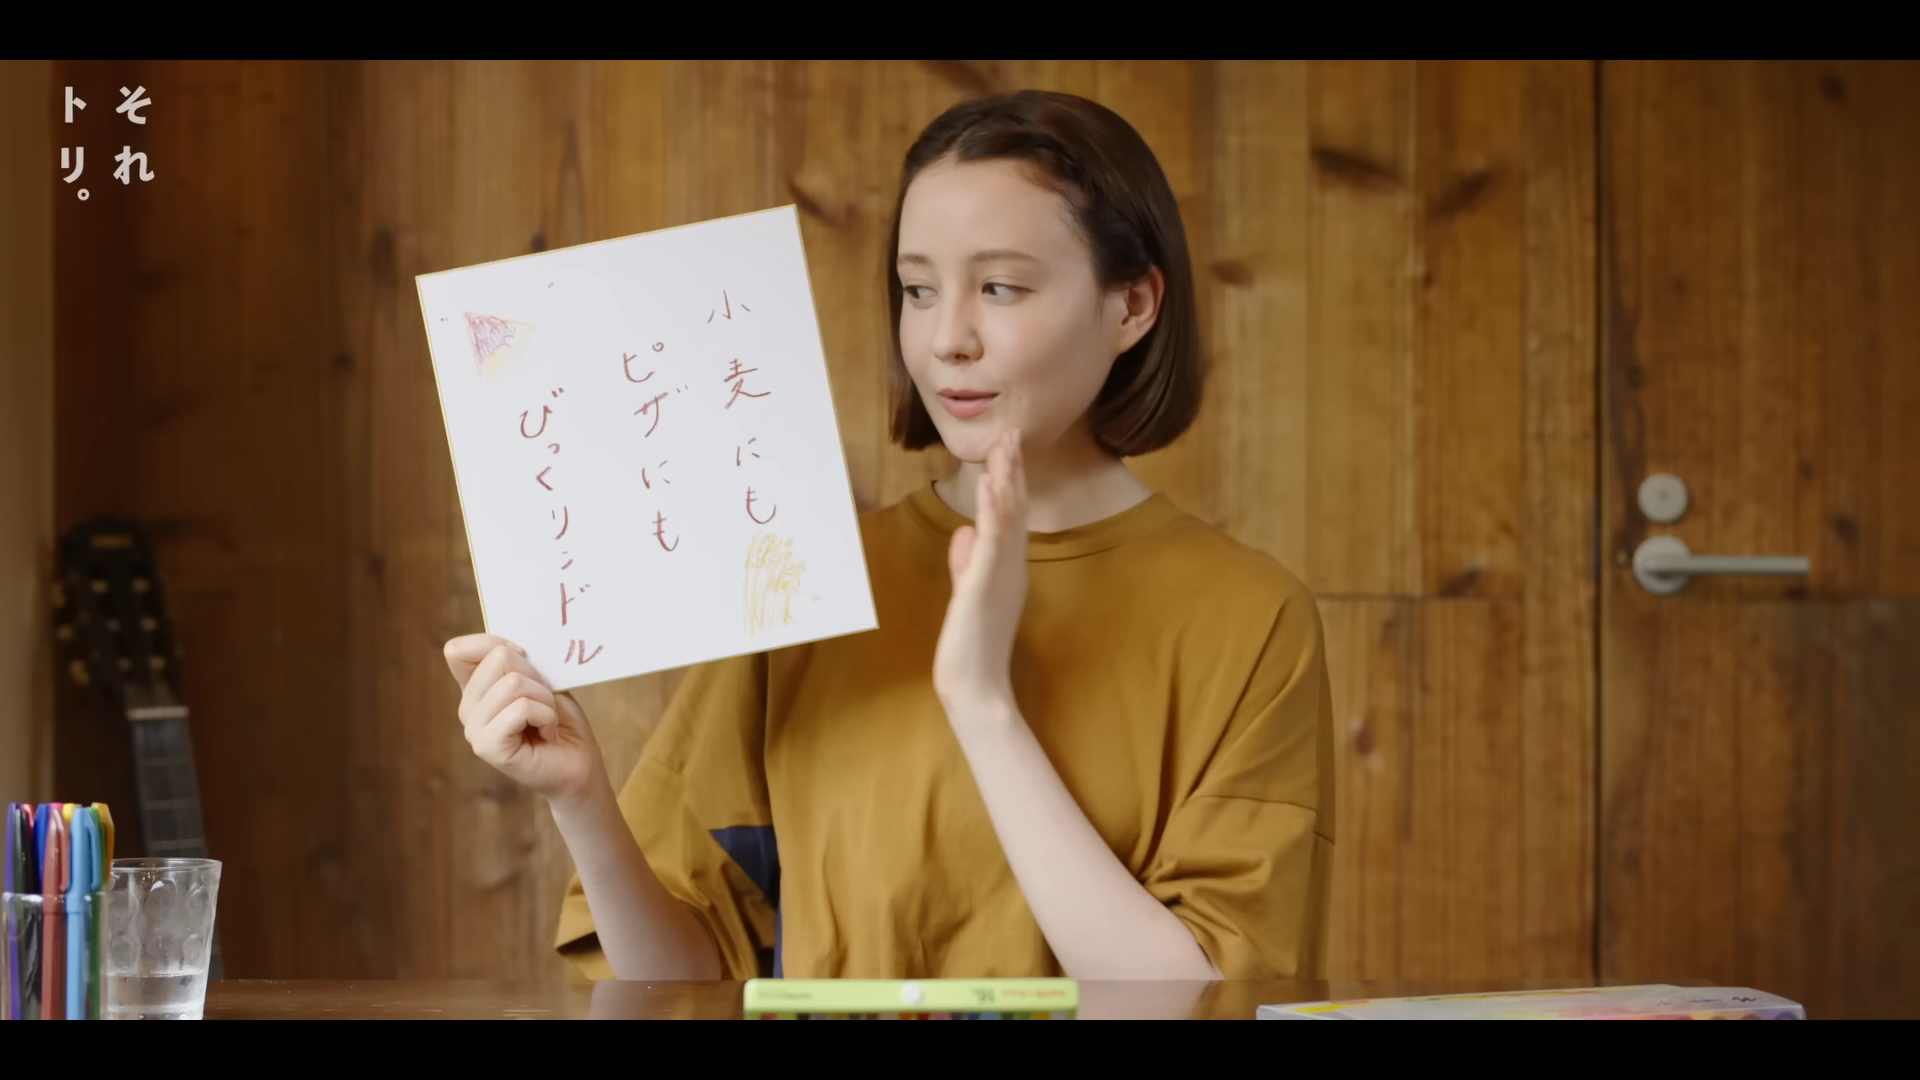 それ
トリ。
小麦にも
ピザにも
びっくりンドル